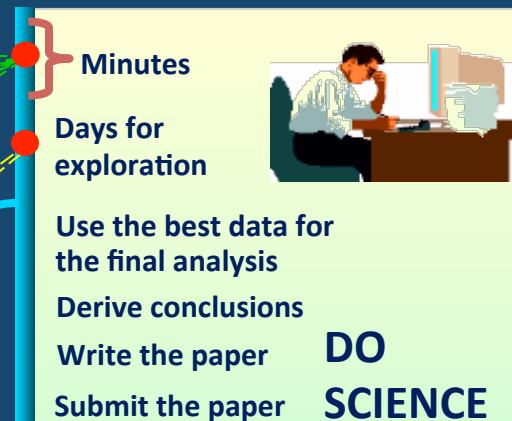 Minutes
Days for
exploration
Use the best data for
the final analysis
Derive conclusions
Write the paper
Submit the paper
DO
SCIENCE